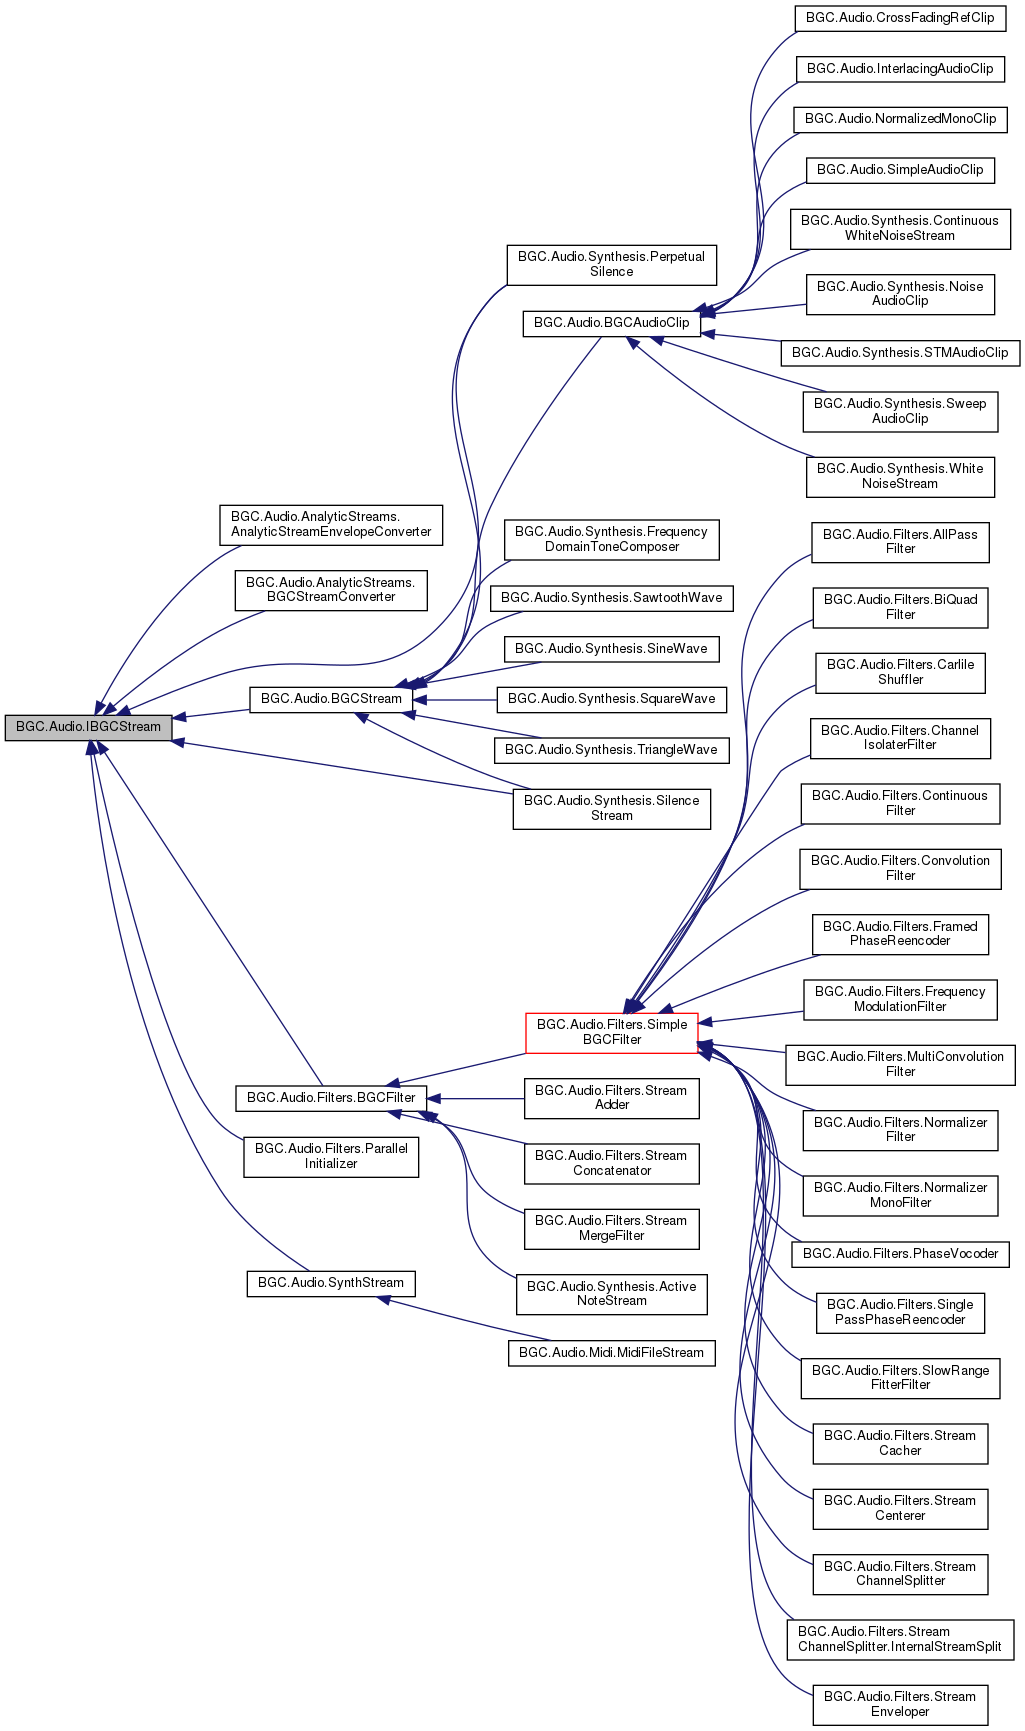 BGC.Audio.CrossFadingRefClip
BGC.Audio.InterlacingAudioClip
BGC.Audio.NormalizedMonoClip
BGC.Audio.SimpleAudioClip
BGC.Audio.Synthesis.Continuous
WhiteNoiseStream
BGC.Audio.Synthesis.Perpetual
Silence
BGC.Audio.Synthesis.Noise
AudioClip
BGC.Audio.BGCAudioClip
BGC.Audio.Synthesis.STMAudioClip
BGC.Audio.Synthesis.Sweep
AudioClip
BGC.Audio.Synthesis.White
NoiseStream
BGC.Audio.AnalyticStreams.
AnalyticStreamEnvelopeConverter
BGC.Audio.Synthesis.Frequency
DomainToneComposer
BGC.Audio.Filters.AllPass
Filter
BGC.Audio.AnalyticStreams.
BGCStreamConverter
BGC.Audio.Synthesis.SawtoothWave
BGC.Audio.Filters.BiQuad
Filter
BGC.Audio.Synthesis.SineWave
BGC.Audio.Filters.Carlile
Shuffler
BGC.Audio.BGCStream
BGC.Audio.Synthesis.SquareWave
BGC.Audio.IBGCStream
BGC.Audio.Filters.Channel
IsolaterFilter
BGC.Audio.Synthesis.TriangleWave
BGC.Audio.Synthesis.Silence
Stream
BGC.Audio.Filters.Continuous
Filter
BGC.Audio.Filters.Convolution
Filter
BGC.Audio.Filters.Framed
PhaseReencoder
BGC.Audio.Filters.Frequency
ModulationFilter
BGC.Audio.Filters.Simple
BGCFilter
BGC.Audio.Filters.MultiConvolution
Filter
BGC.Audio.Filters.BGCFilter
BGC.Audio.Filters.Stream
Adder
BGC.Audio.Filters.Normalizer
Filter
BGC.Audio.Filters.Parallel
Initializer
BGC.Audio.Filters.Stream
Concatenator
BGC.Audio.Filters.Normalizer
MonoFilter
BGC.Audio.Filters.Stream
MergeFilter
BGC.Audio.Filters.PhaseVocoder
BGC.Audio.SynthStream
BGC.Audio.Synthesis.Active
NoteStream
BGC.Audio.Filters.Single
PassPhaseReencoder
BGC.Audio.Midi.MidiFileStream
BGC.Audio.Filters.SlowRange
FitterFilter
BGC.Audio.Filters.Stream
Cacher
BGC.Audio.Filters.Stream
Centerer
BGC.Audio.Filters.Stream
ChannelSplitter
BGC.Audio.Filters.Stream
ChannelSplitter.InternalStreamSplit
BGC.Audio.Filters.Stream
Enveloper